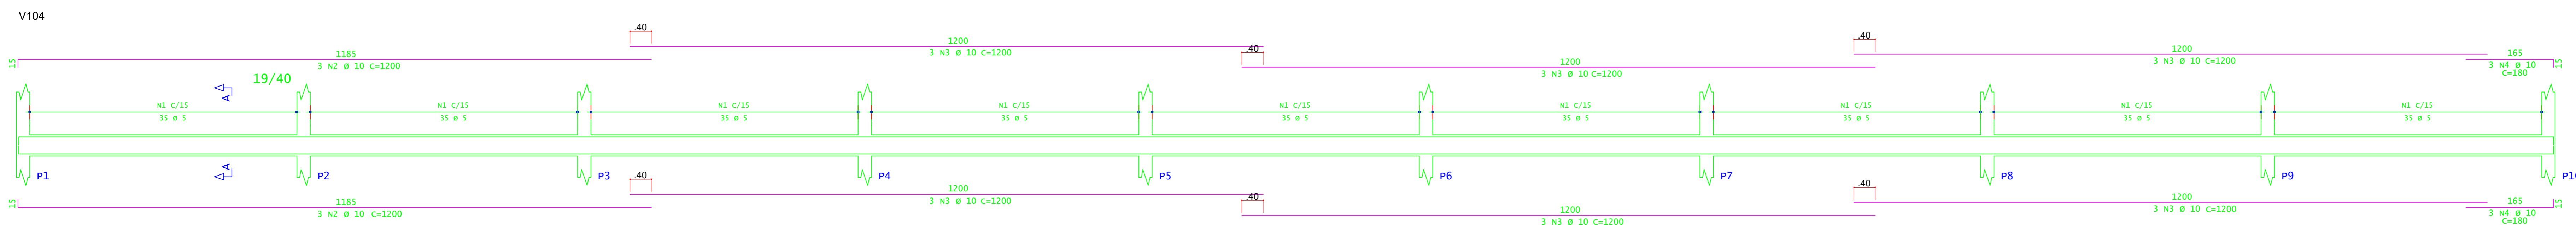 V104
.40
1200
3 N3 Ø 10 C=1200
.40
1200
3 N3 Ø 10 C=1200
.40
1200
3 N3 Ø 10 C=1200
15
1185
3 N2 Ø 10 C=1200
165
3 N4 Ø 10
C=180
15
19/40
A
N1 C/15
35 Ø 5
N1 C/15
35 Ø 5
N1 C/15
35 Ø 5
N1 C/15
35 Ø 5
N1 C/15
35 Ø 5
N1 C/15
35 Ø 5
N1 C/15
35 Ø 5
N1 C/15
35 Ø 5
N1 C/15
35 Ø 5
A
P1
P2
P3
P4
P5
P6
P7
P8
P9
.40
1200
3 N3 Ø 10 C=1200
.40
1200
3 N3 Ø 10 C=1200
.40
1200
3 N3 Ø 10 C=1200
15
1185
3 N2 Ø 10 C=1200
165
3 N4 Ø 10
C=180
15